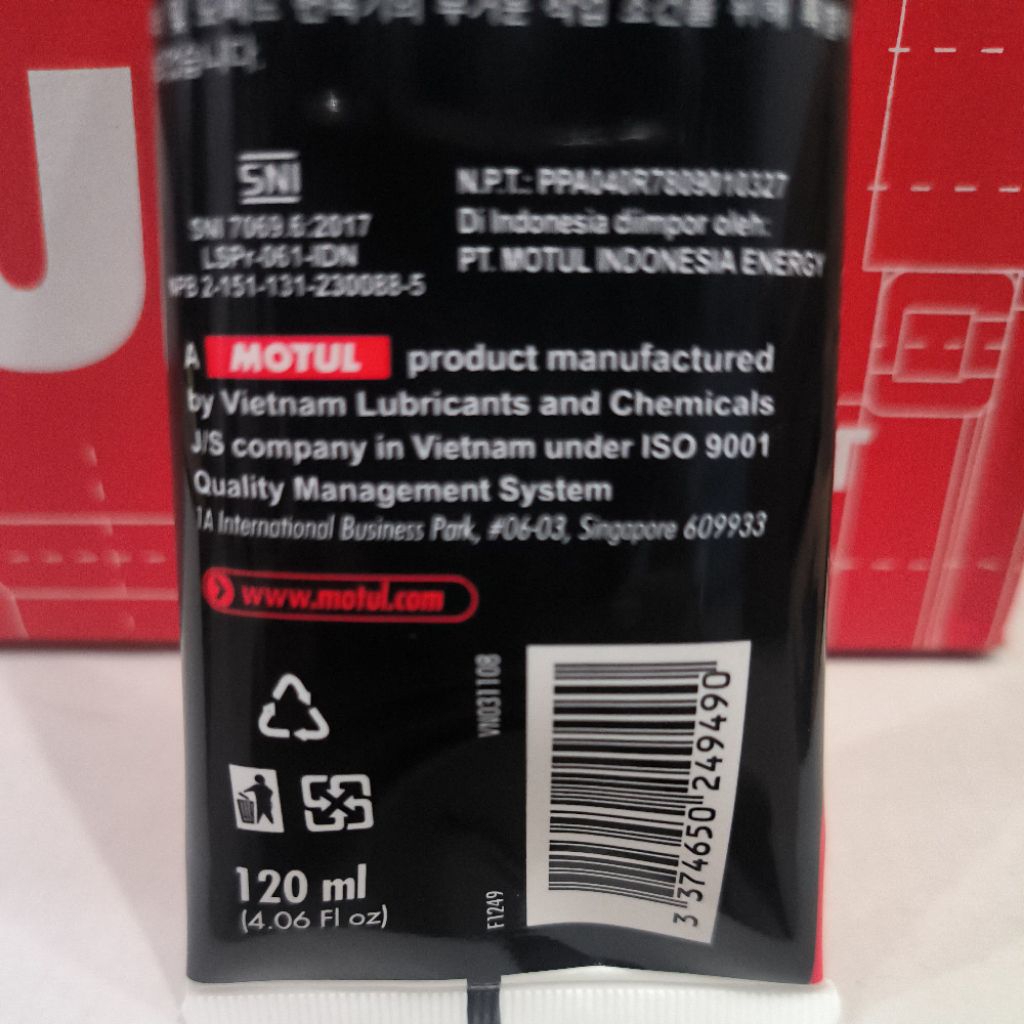 SNI
SNI 7069.6:2017
LSPr-061-IDN
NPB 2-151-131-230088-5
N.P.T.: PPA040R7809010327
Di Indonesia diimpor oleh:
PT. MOTUL INDONESIA ENERGY
A MOTUL product manufactured
by Vietnam Lubricants and Chemicals
J/S company in Vietnam under ISO 9001
Quality Management System
1A International Business Park, #06-03, Singapore 609933
www.motul.com
VN031108
3 374650 249490
120 ml
(4.06 Fl oz)
F1249